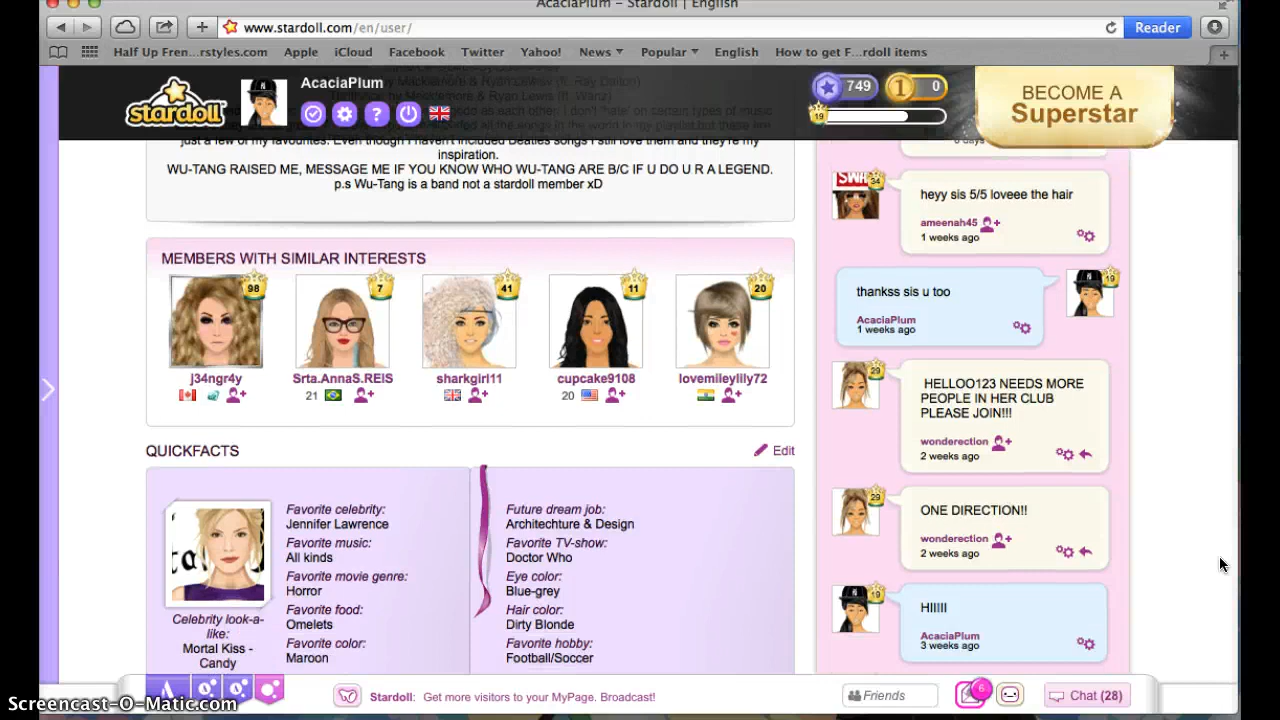 AcaciaPlum – Stardoll | English
www.stardoll.com/en/user/
Reader
Half Up Fren...rstyles.com
Apple
iCloud
Facebook
Twitter
Yahoo!
News
Popular
English
How to get F...rdoll items
stardoll
AcaciaPlum
749
1
0
19
BECOME A
Superstar
just a few of my favourites. Even though I haven't included Beatles songs I still love them and they're my
inspiration.
WU-TANG RAISED ME, MESSAGE ME IF YOU KNOW WHO WU-TANG ARE B/C IF U DO U R A LEGEND.
p.s Wu-Tang is a band not a stardoll member xD
MEMBERS WITH SIMILAR INTERESTS
98
7
41
11
20
j34ngr4y
Srta.AnnaS.REIS
sharkgirl11
cupcake9108
lovemileylily72
21
20
QUICKFACTS
Edit
Celebrity look-a-
like:
Mortal Kiss -
Candy
Favorite celebrity:
Jennifer Lawrence
Favorite music:
All kinds
Favorite movie genre:
Horror
Favorite food:
Omelets
Favorite color:
Maroon
Future dream job:
Architechture & Design
Favorite TV-show:
Doctor Who
Eye color:
Blue-grey
Hair color:
Dirty Blonde
Favorite hobby:
Football/Soccer
34
heyy sis 5/5 loveee the hair
ameenah45
1 weeks ago
19
thankss sis u too
AcaciaPlum
1 weeks ago
29
HELLOO123 NEEDS MORE
PEOPLE IN HER CLUB
PLEASE JOIN!!!
wonderection
2 weeks ago
29
ONE DIRECTION!!
wonderection
2 weeks ago
19
HIIIII
AcaciaPlum
3 weeks ago
Stardoll: Get more visitors to your MyPage. Broadcast!
Friends
6
Chat (28)
Screencast-O-Matic.com